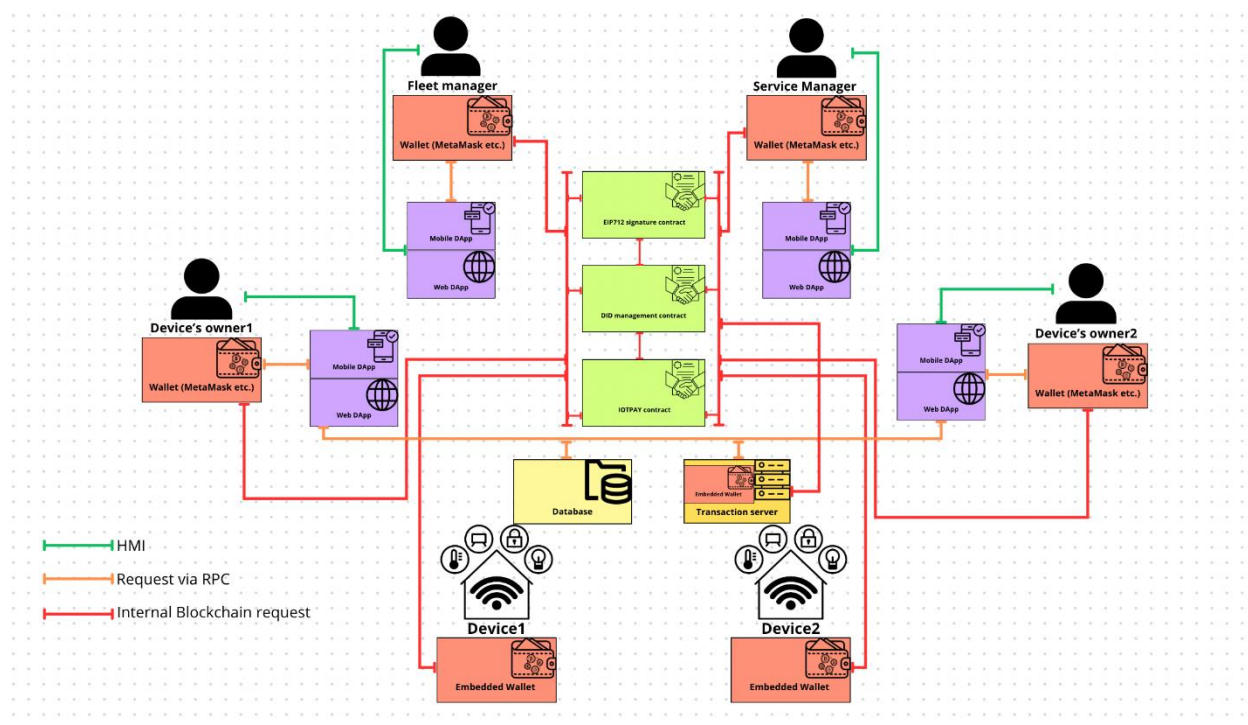 Fleet manager
Service Manager
Wallet (MetaMask etc.)
Wallet (MetaMask etc.)
EIP712 signature contract
Mobile DApp
Mobile DApp
Web DApp
Web DApp
DID management contract
Device's owner1
Device's owner2
Wallet (MetaMask etc.)
Mobile DApp
Mobile DApp
Wallet (MetaMask etc.)
Web DApp
IOTPAY contract
Web DApp
Embedded Wallet
Database
Transaction server
HMI
Request via RPC
Internal Blockchain request
Device1
Device2
Embedded Wallet
Embedded Wallet